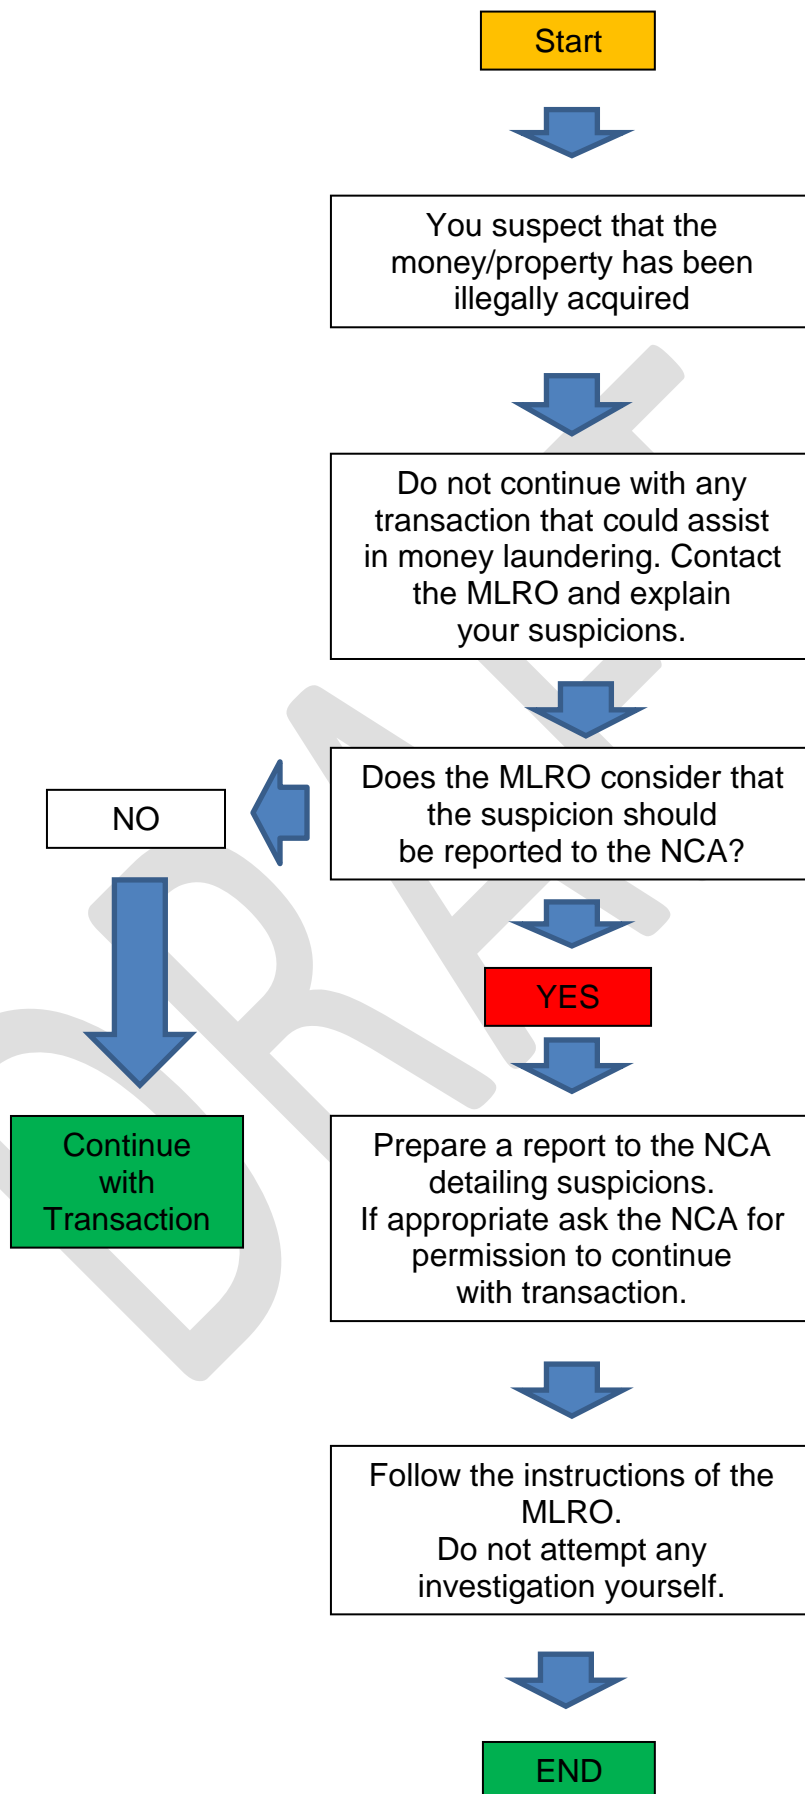 Start
You suspect that the
money/property has been
illegally acquired
Do not continue with any
transaction that could assist
in money laundering. Contact
the MLRO and explain
your suspicions.
Does the MLRO consider that
the suspicion should
be reported to the NCA?
NO
YES
Continue
with
Transaction
Prepare a report to the NCA
detailing suspicions.
If appropriate ask the NCA for
permission to continue
with transaction.
Follow the instructions of the
MLRO.
Do not attempt any
investigation yourself.
END
DRAFT